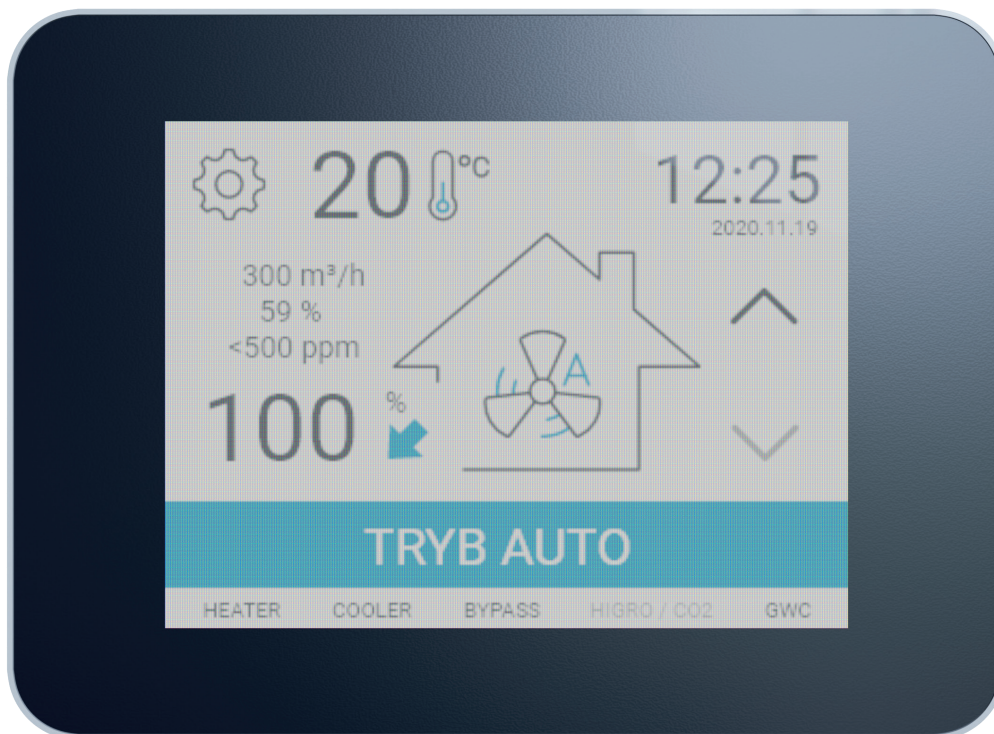 20 °C
12:25
2020.11.19
300 m³/h
59 %
<500 ppm
A
100 %
TRYB AUTO
HEATER COOLER BYPASS HIGRO / CO2 GWC